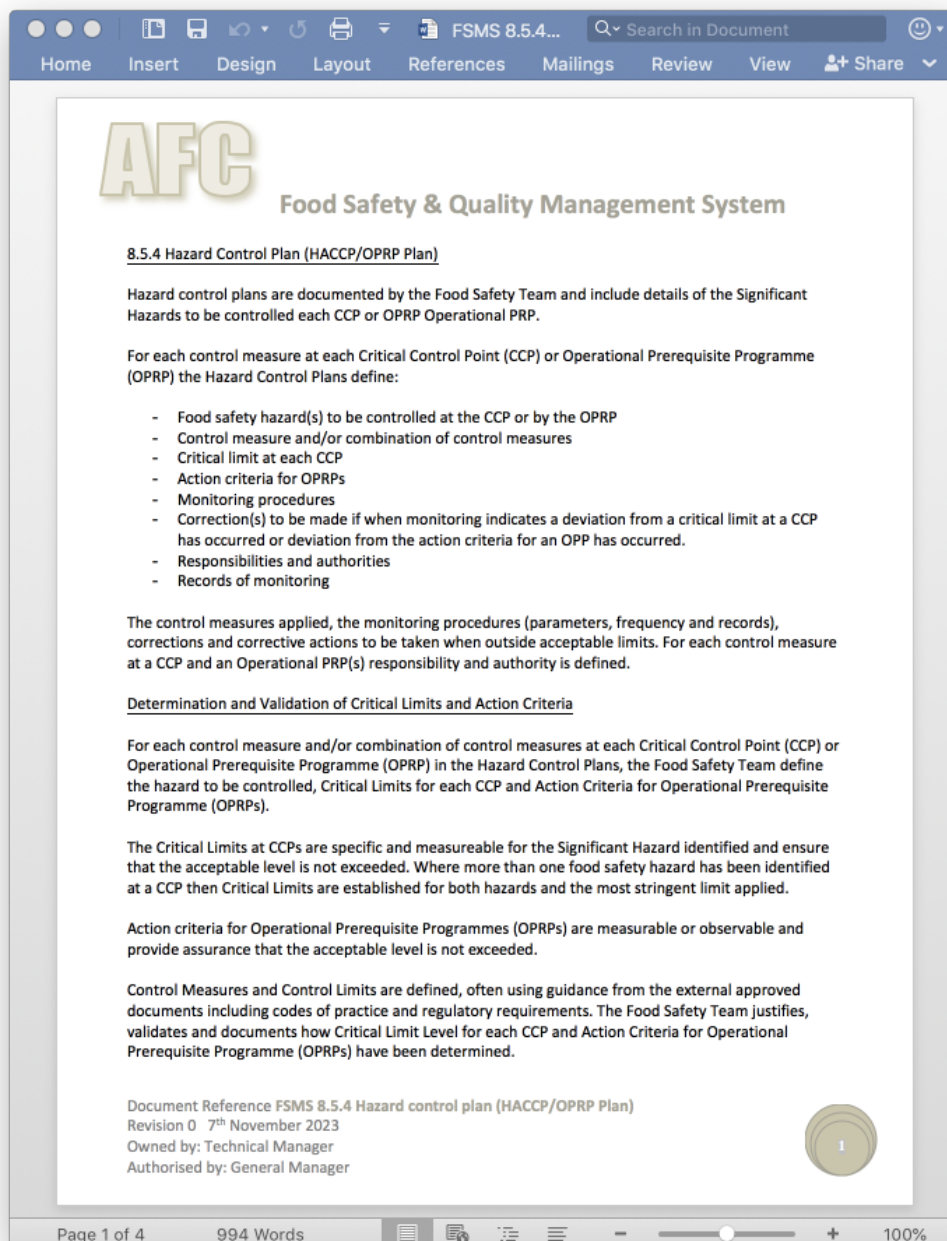 FSMS 8.5.4...
Search in Document
Home Insert Design Layout References Mailings Review View Share
AFC
Food Safety & Quality Management System
8.5.4 Hazard Control Plan (HACCP/OPRP Plan)
Hazard control plans are documented by the Food Safety Team and include details of the Significant
Hazards to be controlled each CCP or OPRP Operational PRP.
For each control measure at each Critical Control Point (CCP) or Operational Prerequisite Programme
(OPRP) the Hazard Control Plans define:
- Food safety hazard(s) to be controlled at the CCP or by the OPRP
- Control measure and/or combination of control measures
- Critical limit at each CCP
- Action criteria for OPRPs
- Monitoring procedures
- Correction(s) to be made if when monitoring indicates a deviation from a critical limit at a CCP
has occurred or deviation from the action criteria for an OPP has occurred.
- Responsibilities and authorities
- Records of monitoring
The control measures applied, the monitoring procedures (parameters, frequency and records),
corrections and corrective actions to be taken when outside acceptable limits. For each control measure
at a CCP and an Operational PRP(s) responsibility and authority is defined.
Determination and Validation of Critical Limits and Action Criteria
For each control measure and/or combination of control measures at each Critical Control Point (CCP) or
Operational Prerequisite Programme (OPRP) in the Hazard Control Plans, the Food Safety Team define
the hazard to be controlled, Critical Limits for each CCP and Action Criteria for Operational Prerequisite
Programme (OPRPs).
The Critical Limits at CCPs are specific and measureable for the Significant Hazard identified and ensure
that the acceptable level is not exceeded. Where more than one food safety hazard has been identified
at a CCP then Critical Limits are established for both hazards and the most stringent limit applied.
Action criteria for Operational Prerequisite Programmes (OPRPs) are measurable or observable and
provide assurance that the acceptable level is not exceeded.
Control Measures and Control Limits are defined, often using guidance from the external approved
documents including codes of practice and regulatory requirements. The Food Safety Team justifies,
validates and documents how Critical Limit Level for each CCP and Action Criteria for Operational
Prerequisite Programme (OPRPs) have been determined.
Document Reference FSMS 8.5.4 Hazard control plan (HACCP/OPRP Plan)
Revision 0 7th November 2023
Owned by: Technical Manager
Authorised by: General Manager
1
Page 1 of 4 994 Words 100%